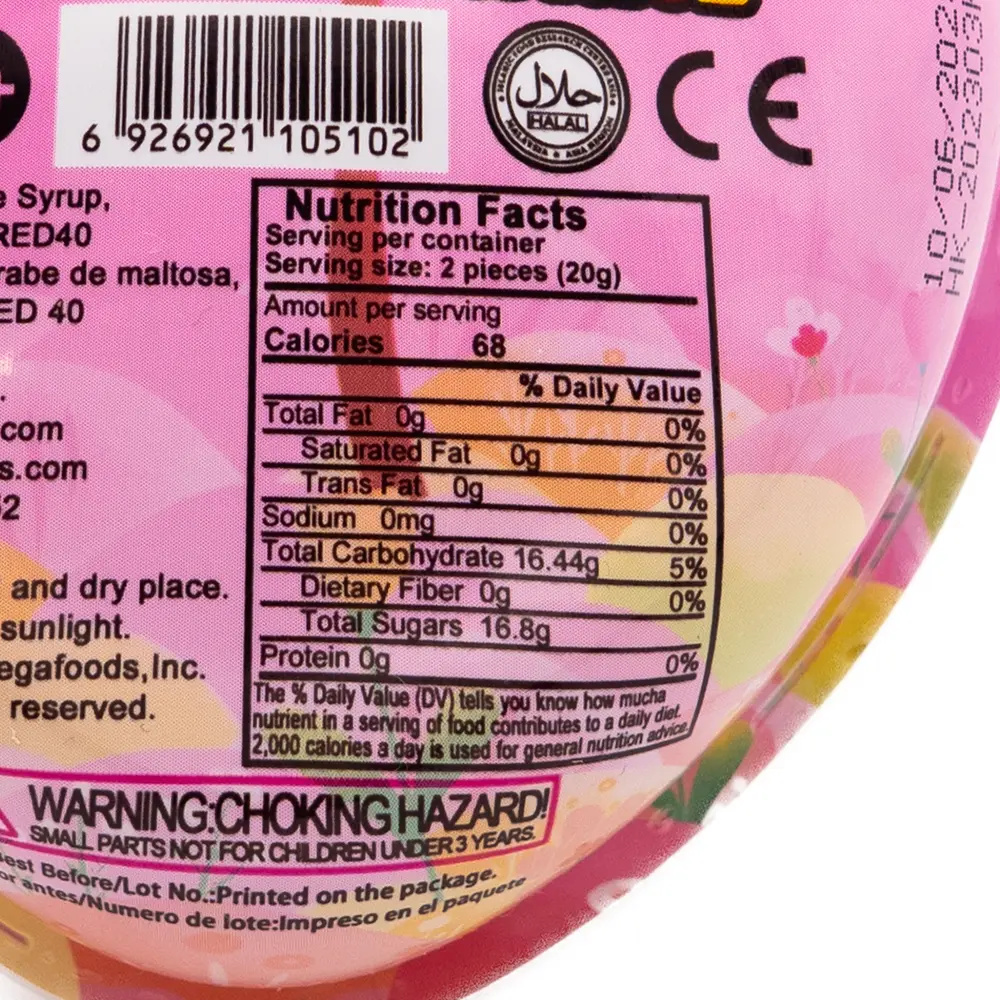 6 926921 105102
حلال
HALAL
CE
10/06/202
HK-202303H
e Syrup,
RED40
rabe de maltosa,
ED 40
.com
s.com
52
and dry place.
sunlight.
egafoods,Inc.
reserved.
Nutrition Facts
Serving per container
Serving size: 2 pieces (20g)
Amount per serving
Calories 68
% Daily Value
Total Fat 0g 0%
Saturated Fat 0g 0%
Trans Fat 0g 0%
Sodium 0mg 0%
Total Carbohydrate 16.44g 5%
Dietary Fiber 0g 0%
Total Sugars 16.8g
Protein 0g 0%
The % Daily Value (DV) tells you know how mucha
nutrient in a serving of food contributes to a daily diet.
2,000 calories a day is used for general nutrition advice.
WARNING:CHOKING HAZARD!
SMALL PARTS NOT FOR CHILDREN UNDER 3 YEARS.
est Before/Lot No.:Printed on the package.
or antes/Numero de lote:Impreso en el paquete